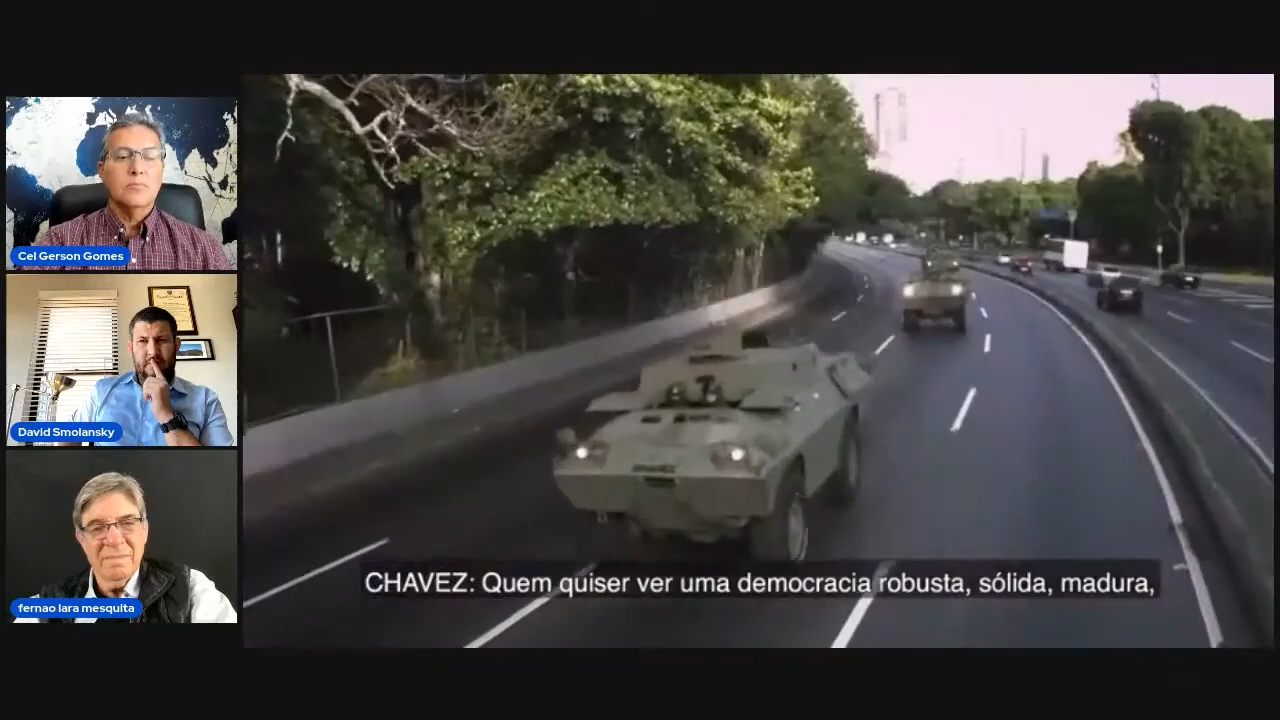 Cel Gerson Gomes
David Smolansky
fernao lara mesquita
CHAVEZ: Quem quiser ver uma democracia robusta, sólida, madura,